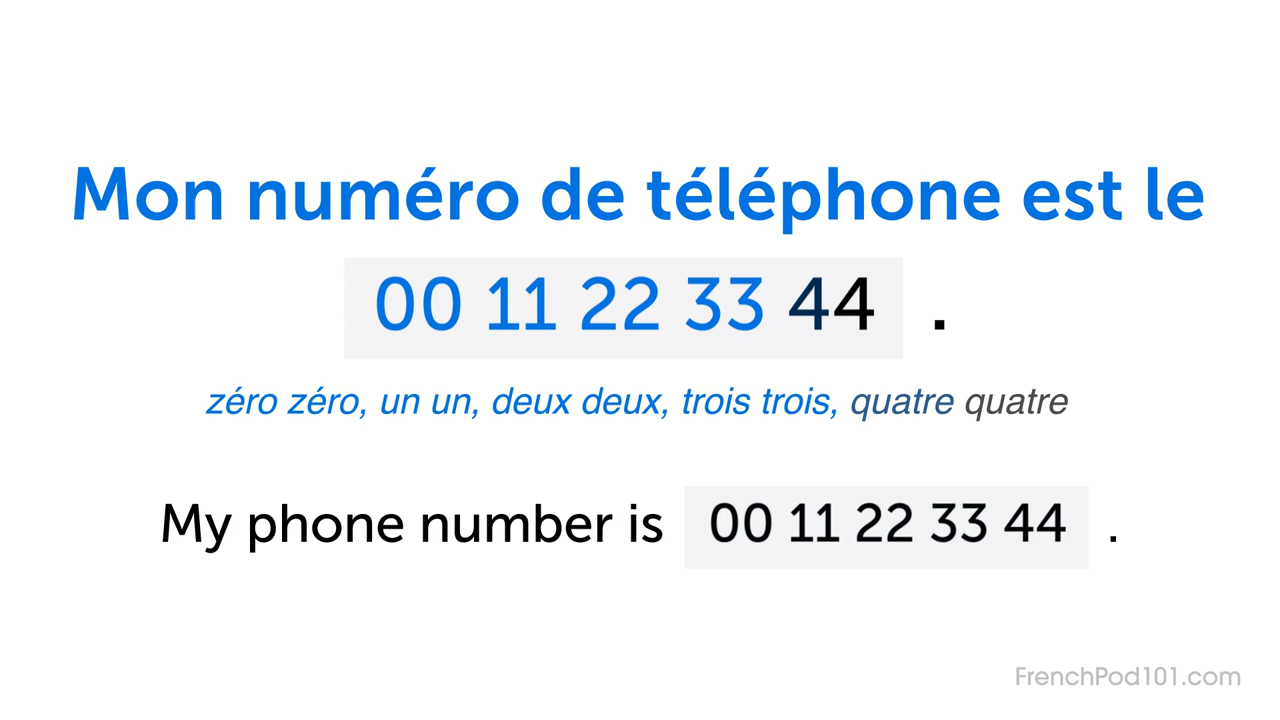 Mon numéro de téléphone est le
00 11 22 33 44 .
zéro zéro, un un, deux deux, trois trois, quatre quatre
My phone number is 00 11 22 33 44 .
FrenchPod101.com